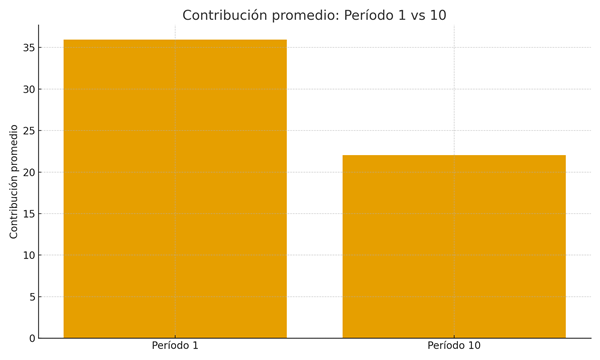 Contribución promedio: Período 1 vs 10
Contribución promedio
35
30
25
20
15
10
5
0
Período 1
Período 10